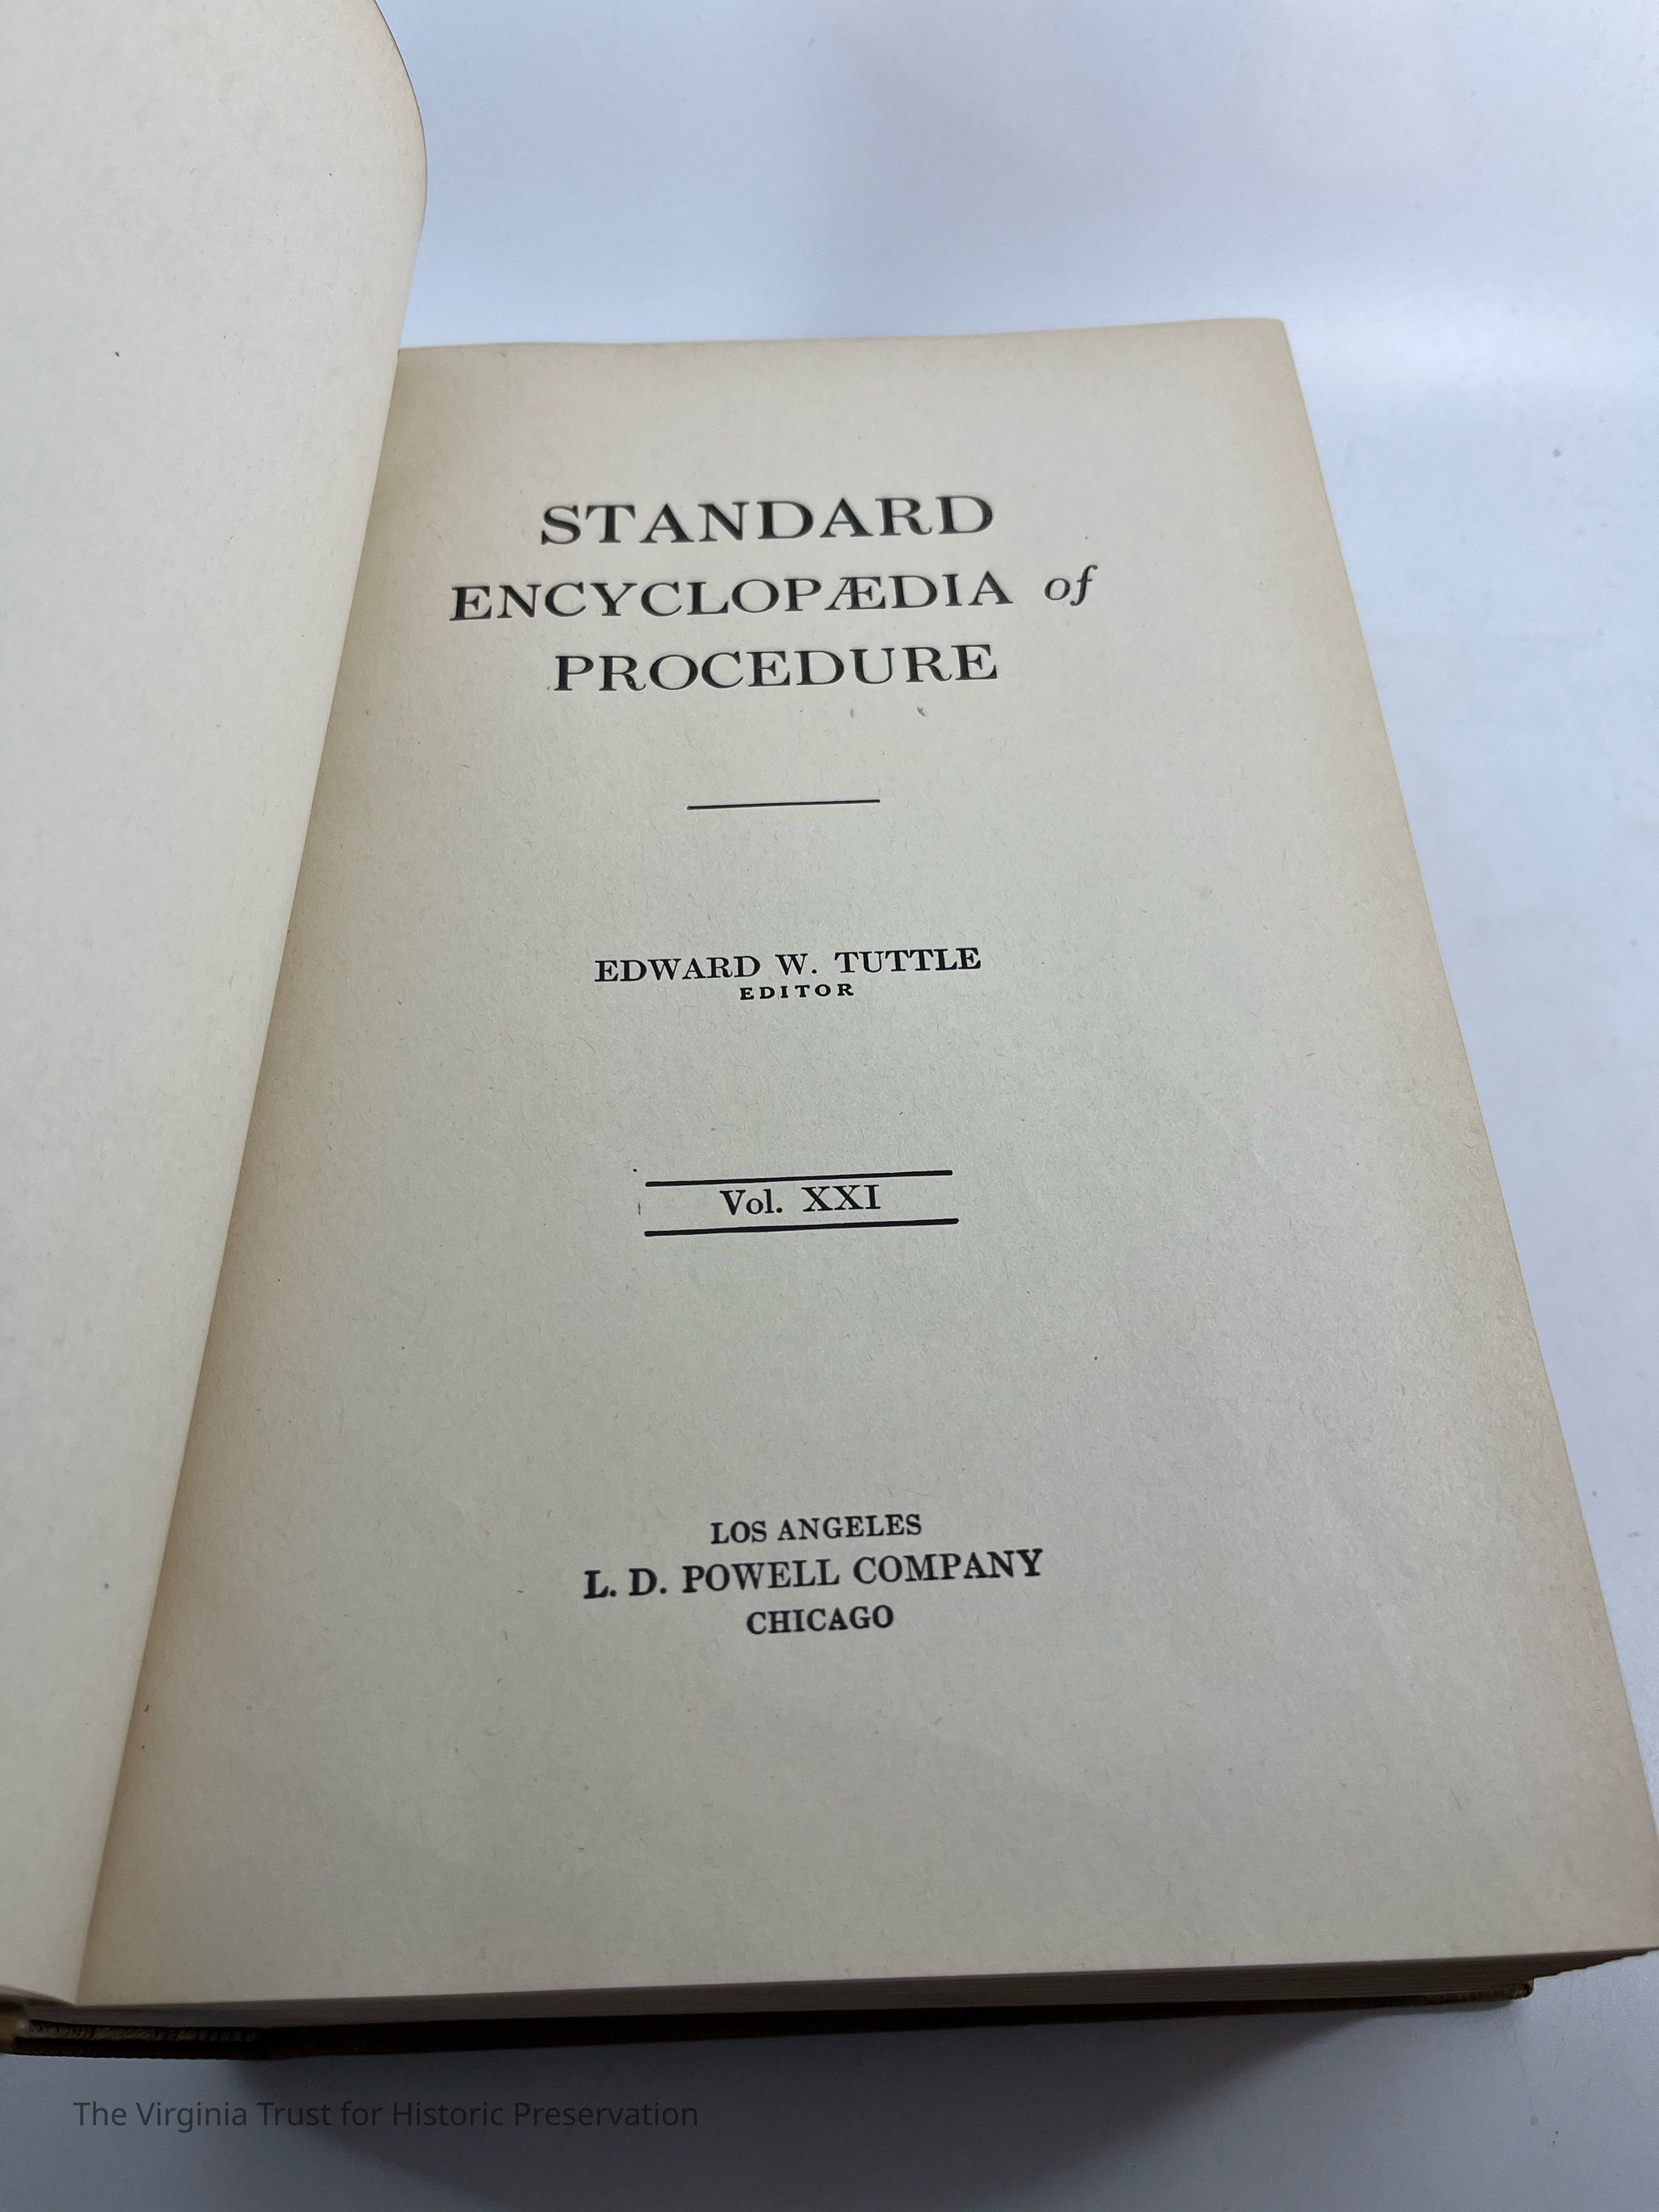 STANDARD
ENCYCLOPÆDIA of
PROCEDURE
EDWARD W. TUTTLE
EDITOR
Vol. XXI
LOS ANGELES
L. D. POWELL COMPANY
CHICAGO
The Virginia Trust for Historic Preservation